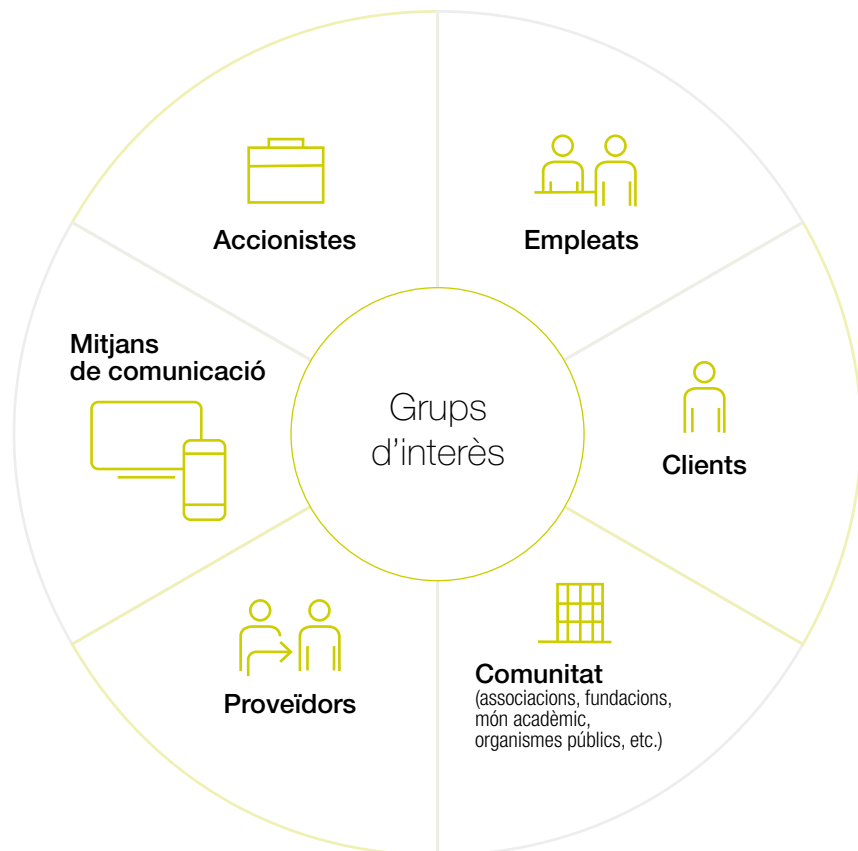 Accionistes
Empleats
Mitjans
de comunicació
Grups
d'interès
Clients
Proveïdors
Comunitat
(associacions, fundacions,
món acadèmic,
organismes públics, etc.)